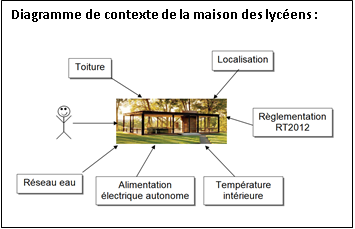 Diagramme de contexte de la maison des lycéens :
Localisation
Toiture
Règlementation
RT2012
Réseau eau
Alimentation
électrique autonome
Température
intérieure